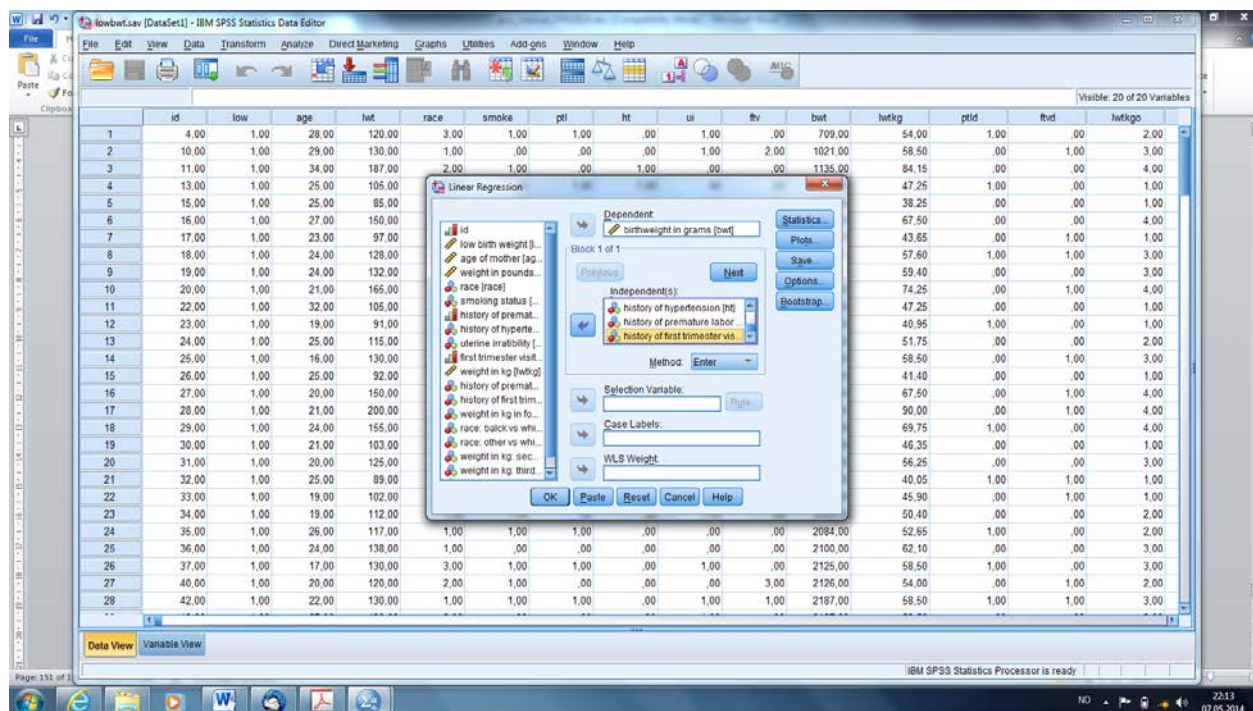 lowbwt.sav [DataSet1] - IBM SPSS Statistics Data Editor
File
File Edit View Data Transform Analyze Direct Marketing Graphs Utilities Add-ons Window Help
Paste
Visible: 20 of 20 Variables
id low age lwt race smoke ptl ht ui ftv bwt lwtkg ptld ftvd lwtkgo
1 4,00 1,00 28,00 120,00 3,00 1,00 1,00 ,00 1,00 ,00 709,00 54,00 1,00 ,00 2,00
2 10,00 1,00 29,00 130,00 1,00 ,00 ,00 ,00 1,00 2,00 1021,00 58,50 ,00 1,00 3,00
3 11,00 1,00 34,00 187,00 2,00 1,00 ,00 1,00 ,00 ,00 1135,00 84,15 ,00 ,00 4,00
4 13,00 1,00 25,00 105,00 47,25 1,00 ,00 1,00
5 15,00 1,00 25,00 85,00 38,25 ,00 ,00 1,00
6 16,00 1,00 27,00 150,00 67,50 ,00 ,00 4,00
7 17,00 1,00 23,00 97,00 43,65 ,00 1,00 1,00
8 18,00 1,00 24,00 128,00 57,60 1,00 1,00 3,00
9 19,00 1,00 24,00 132,00 59,40 ,00 ,00 3,00
10 20,00 1,00 21,00 165,00 74,25 ,00 1,00 4,00
11 22,00 1,00 32,00 105,00 47,25 ,00 ,00 1,00
12 23,00 1,00 19,00 91,00 40,95 1,00 ,00 1,00
13 24,00 1,00 25,00 115,00 51,75 ,00 ,00 2,00
14 25,00 1,00 16,00 130,00 58,50 ,00 1,00 3,00
15 26,00 1,00 25,00 92,00 41,40 ,00 ,00 1,00
16 27,00 1,00 20,00 150,00 67,50 ,00 1,00 4,00
17 28,00 1,00 21,00 200,00 90,00 ,00 1,00 4,00
18 29,00 1,00 24,00 155,00 69,75 1,00 ,00 4,00
19 30,00 1,00 21,00 103,00 46,35 ,00 ,00 1,00
20 31,00 1,00 20,00 125,00 56,25 ,00 ,00 3,00
21 32,00 1,00 25,00 89,00 40,05 1,00 1,00 1,00
22 33,00 1,00 19,00 102,00 45,90 ,00 1,00 1,00
23 34,00 1,00 19,00 112,00 50,40 ,00 ,00 2,00
24 35,00 1,00 26,00 117,00 1,00 1,00 1,00 ,00 ,00 ,00 2084,00 52,65 1,00 ,00 2,00
25 36,00 1,00 24,00 138,00 1,00 ,00 ,00 ,00 ,00 ,00 2100,00 62,10 ,00 ,00 3,00
26 37,00 1,00 17,00 130,00 3,00 1,00 1,00 ,00 1,00 ,00 2125,00 58,50 1,00 ,00 3,00
27 40,00 1,00 20,00 120,00 2,00 1,00 ,00 ,00 ,00 3,00 2126,00 54,00 ,00 1,00 2,00
28 42,00 1,00 22,00 130,00 1,00 1,00 1,00 ,00 1,00 1,00 2187,00 58,50 1,00 1,00 3,00
Linear Regression
id
low birth weight [l...
age of mother [ag...
weight in pounds...
race [race]
smoking status [...
history of premat...
history of hyperte...
uterine irratibility [...
first trimester visit...
weight in kg [lwtkg]
history of premat...
history of first trim...
weight in kg in fo...
race: balck vs whi...
race: other vs whi...
weight in kg: sec...
weight in kg: third...
Dependent:
birthweight in grams [bwt]
Block 1 of 1
Previous Next
Independent(s):
history of hypertension [ht]
history of premature labor ...
history of first trimester vis...
Method: Enter
Selection Variable:
Rule...
Case Labels:
WLS Weight:
Statistics...
Plots...
Save...
Options...
Bootstrap...
OK Paste Reset Cancel Help
Data View Variable View
IBM SPSS Statistics Processor is ready
Page: 151 of 1
NO
22:13
07.05.2014